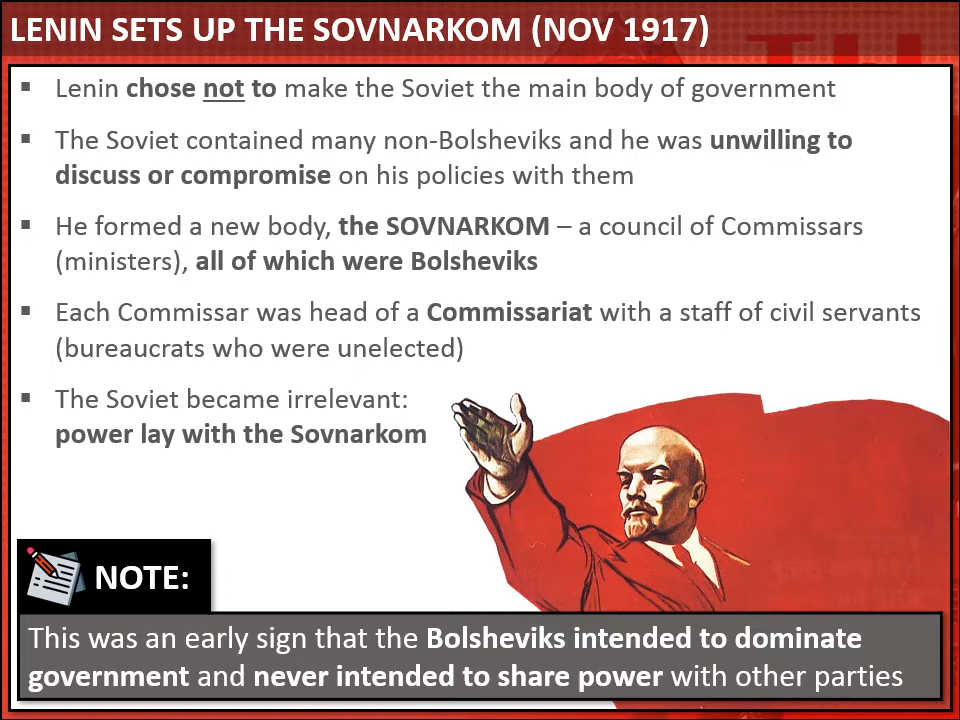 LENIN SETS UP THE SOVNARKOM (NOV 1917)
▪ Lenin chose not to make the Soviet the main body of government
▪ The Soviet contained many non-Bolsheviks and he was unwilling to
discuss or compromise on his policies with them
▪ He formed a new body, the SOVNARKOM – a council of Commissars
(ministers), all of which were Bolsheviks
▪ Each Commissar was head of a Commissariat with a staff of civil servants
(bureaucrats who were unelected)
▪ The Soviet became irrelevant:
power lay with the Sovnarkom
NOTE:
This was an early sign that the Bolsheviks intended to dominate
government and never intended to share power with other parties